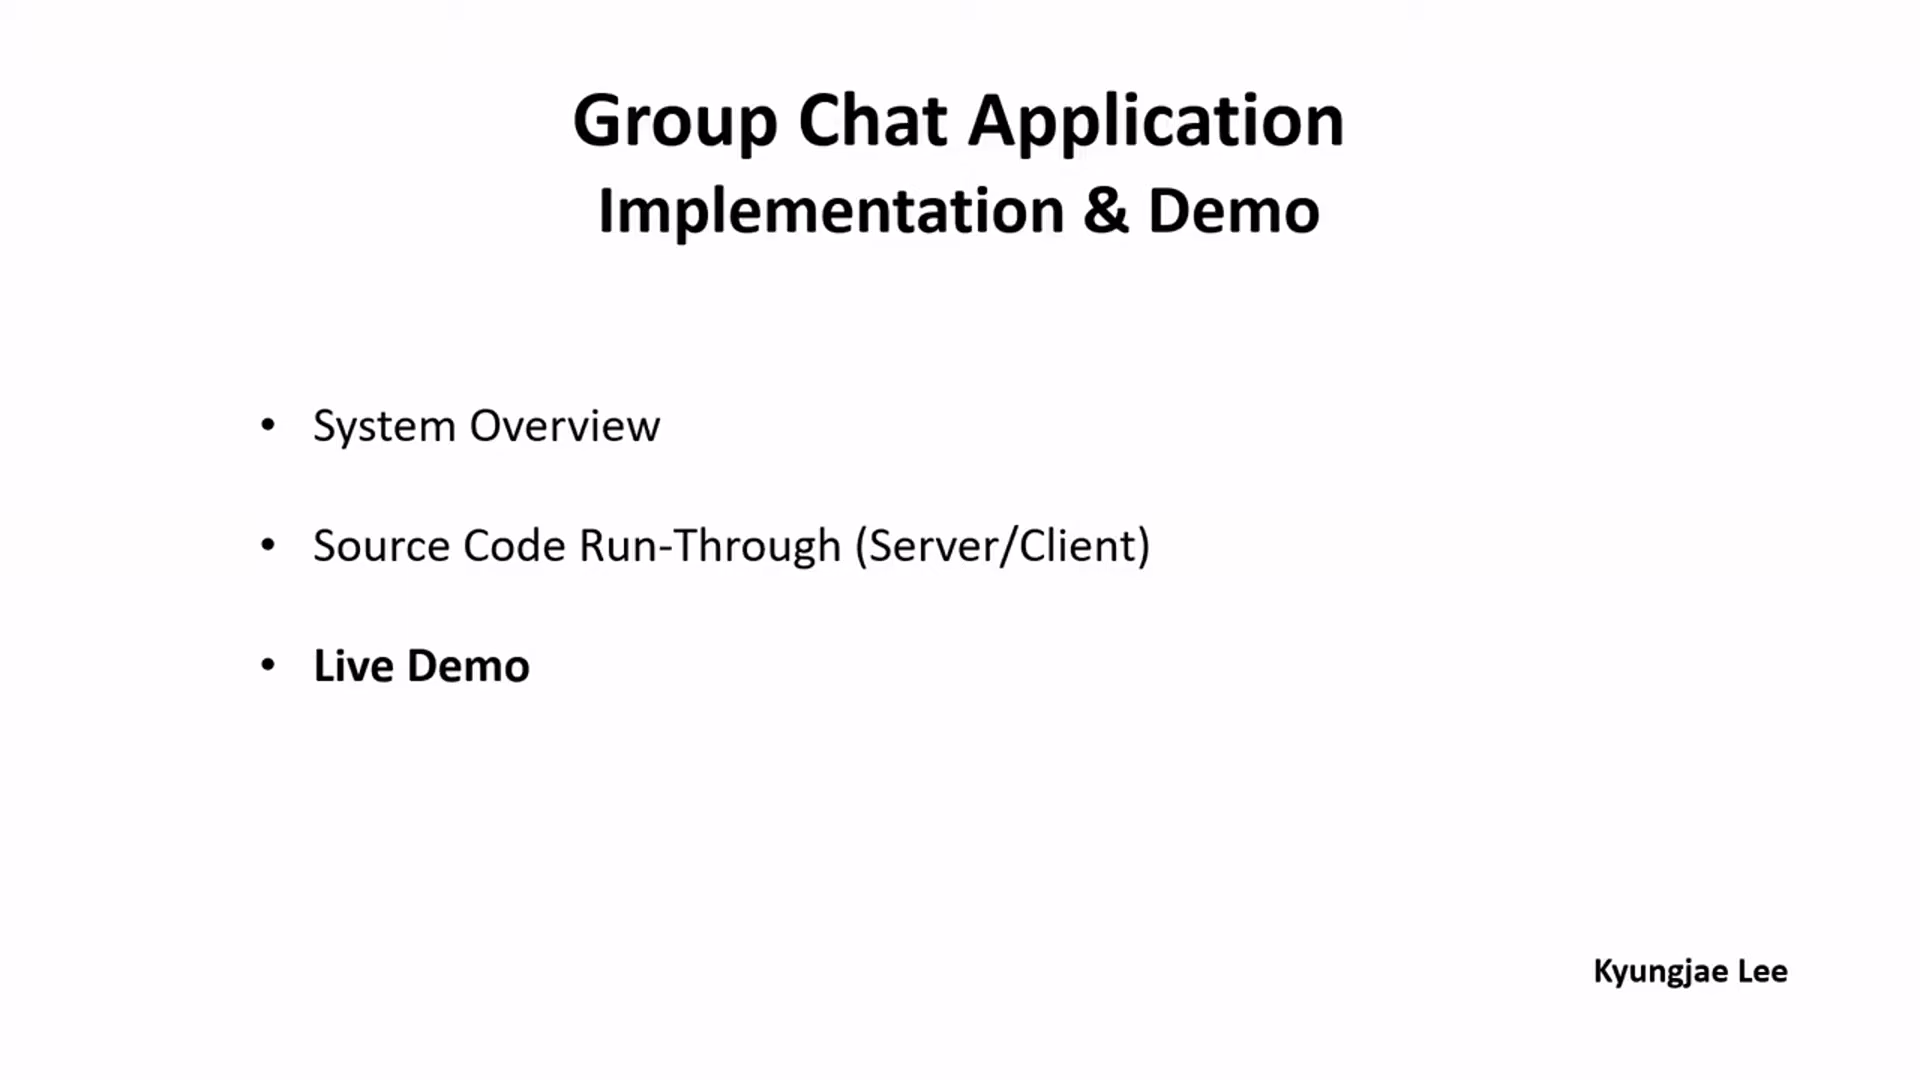 Group Chat Application
Implementation & Demo
• System Overview
• Source Code Run-Through (Server/Client)
• Live Demo
Kyungjae Lee